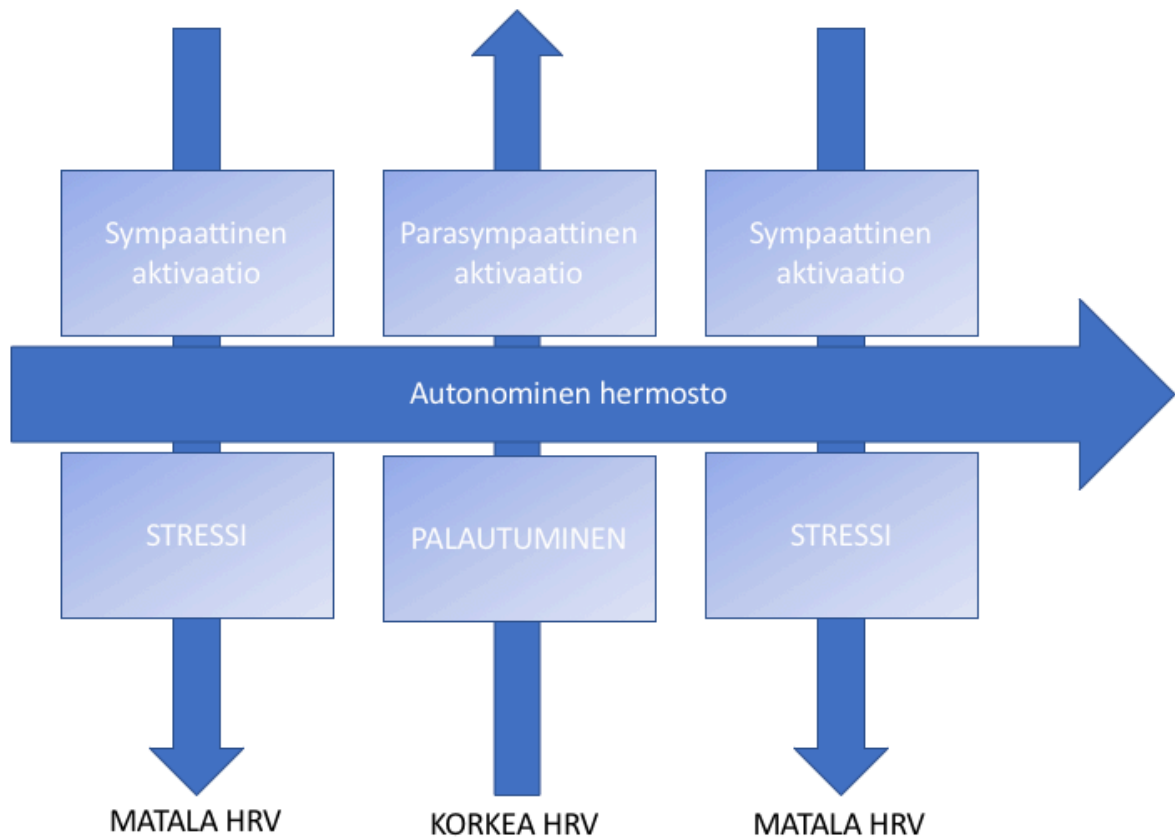 Sympaattinen
aktivaatio
Parasympaattinen
aktivaatio
Sympaattinen
aktivaatio
Autonominen hermosto
STRESSI
PALAUTUMINEN
STRESSI
MATALA HRV
KORKEA HRV
MATALA HRV